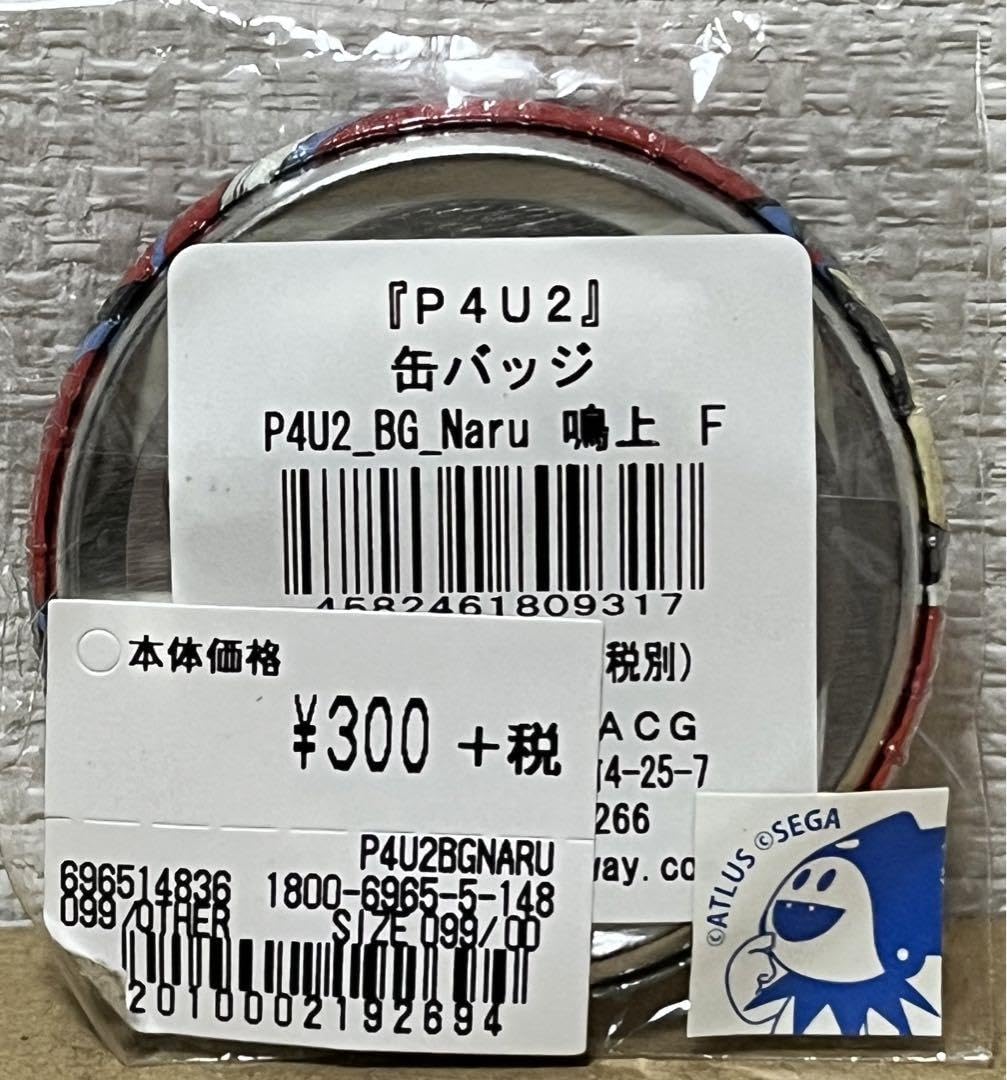 『P4U2』
缶バッジ
P4U2_BG_Naru 鳴上 F
4582461809317
税別)
ACG
4-25-7
266
way.co
本体価格
¥300 +税
P4U2BGNARU
696514836 1800-6965-5-148
099/OTHER SIZE 099/00
2010002192694
©ATLUS ©SEGA